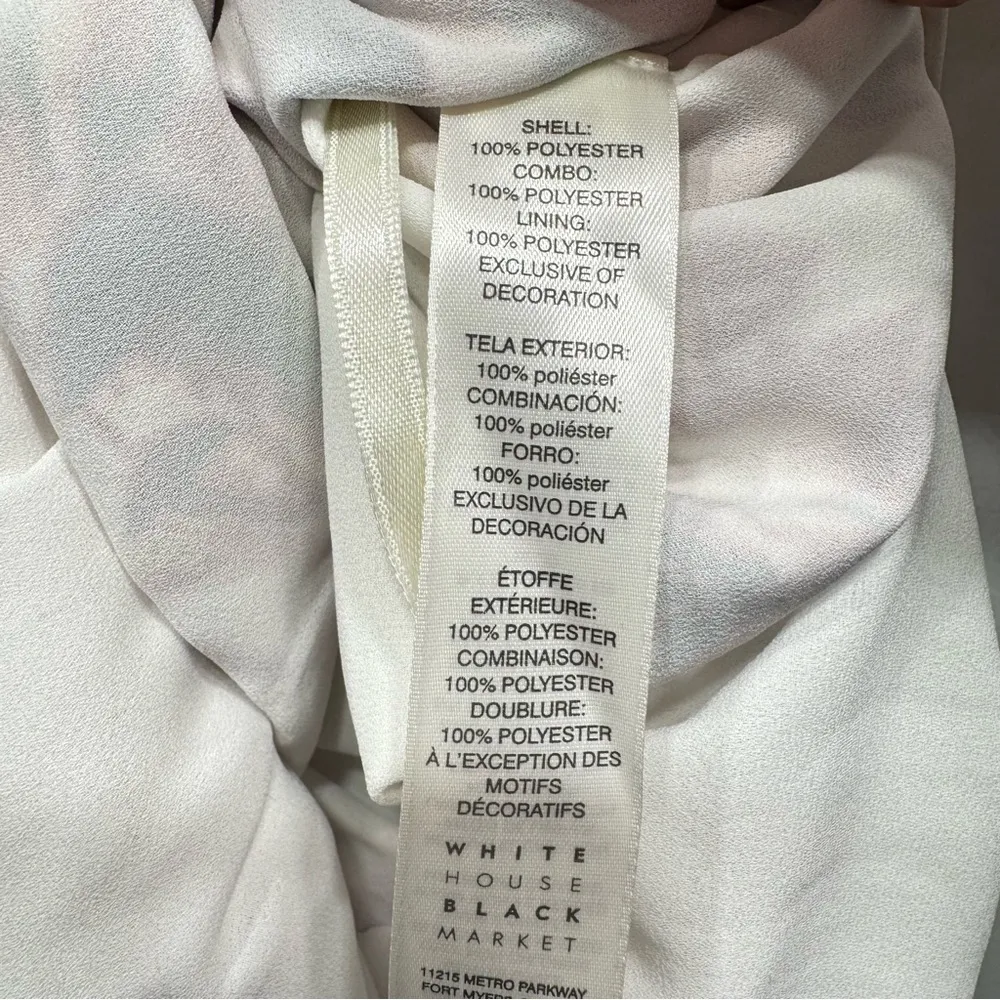 SHELL:
100% POLYESTER
COMBO:
100% POLYESTER
LINING:
100% POLYESTER
EXCLUSIVE OF
DECORATION
TELA EXTERIOR:
100% poliéster
COMBINACIÓN:
100% poliéster
FORRO:
100% poliéster
EXCLUSIVO DE LA
DECORACIÓN
ÉTOFFE
EXTÉRIEURE:
100% POLYESTER
COMBINAISON:
100% POLYESTER
DOUBLURE:
100% POLYESTER
À L'EXCEPTION DES
MOTIFS
DÉCORATIFS
WHITE
HOUSE
BLACK
MARKET
11215 METRO PARKWAY
FORT MYERS